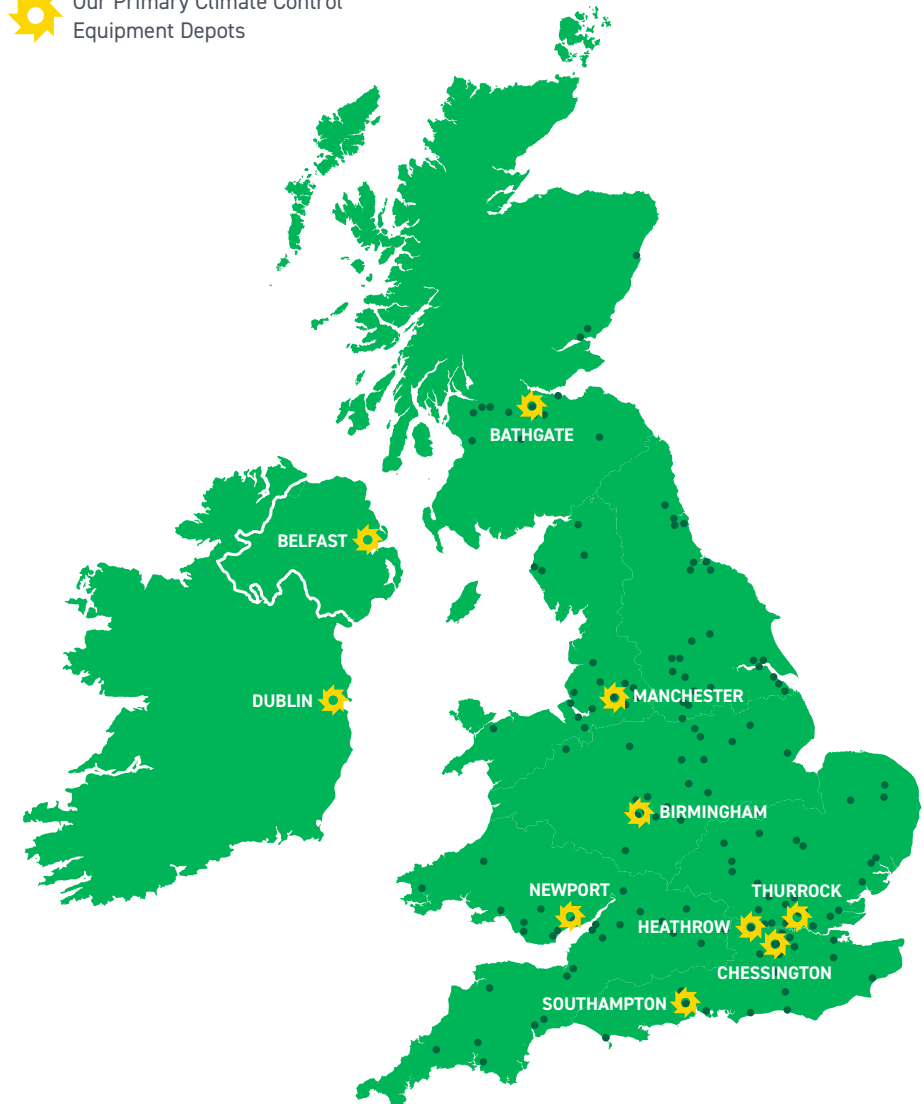 Our Primary Climate Control
Equipment Depots
BATHGATE
BELFAST
DUBLIN
MANCHESTER
BIRMINGHAM
NEWPORT
THURROCK
HEATHROW
CHESSINGTON
SOUTHAMPTON